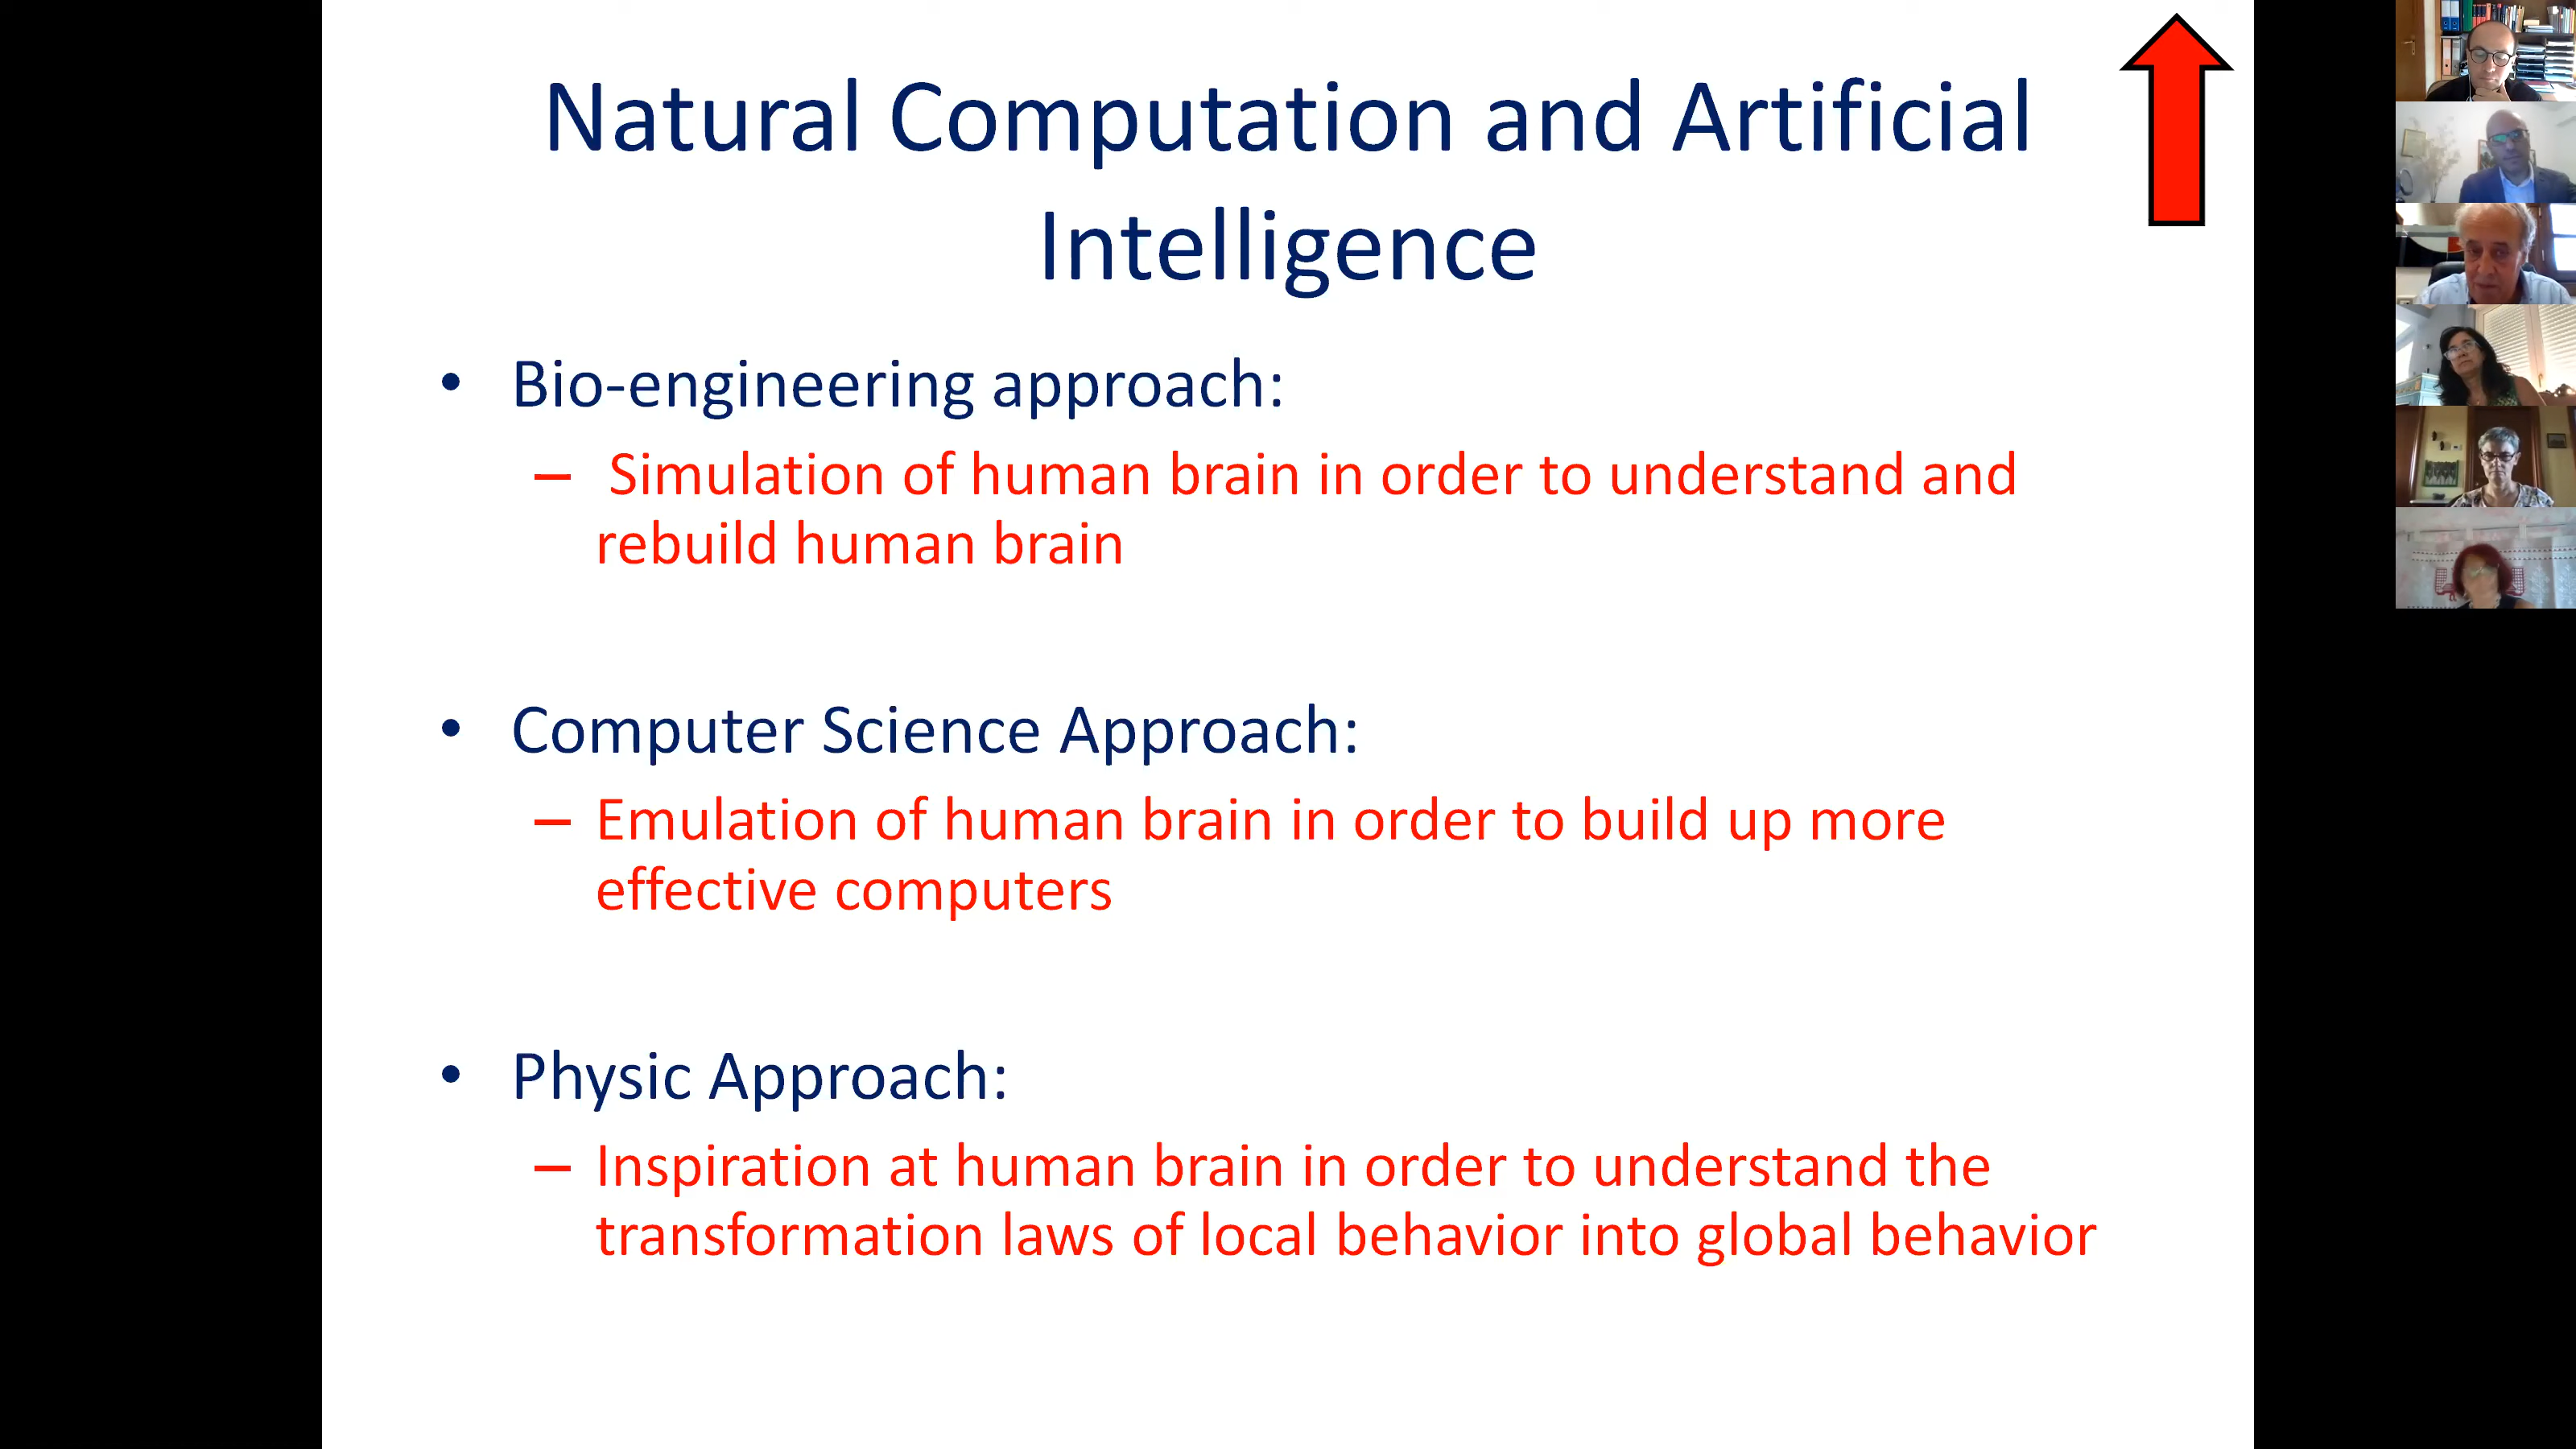 Natural Computation and Artificial
Intelligence
• Bio-engineering approach:
– Simulation of human brain in order to understand and
rebuild human brain
• Computer Science Approach:
– Emulation of human brain in order to build up more
effective computers
• Physic Approach:
– Inspiration at human brain in order to understand the
transformation laws of local behavior into global behavior